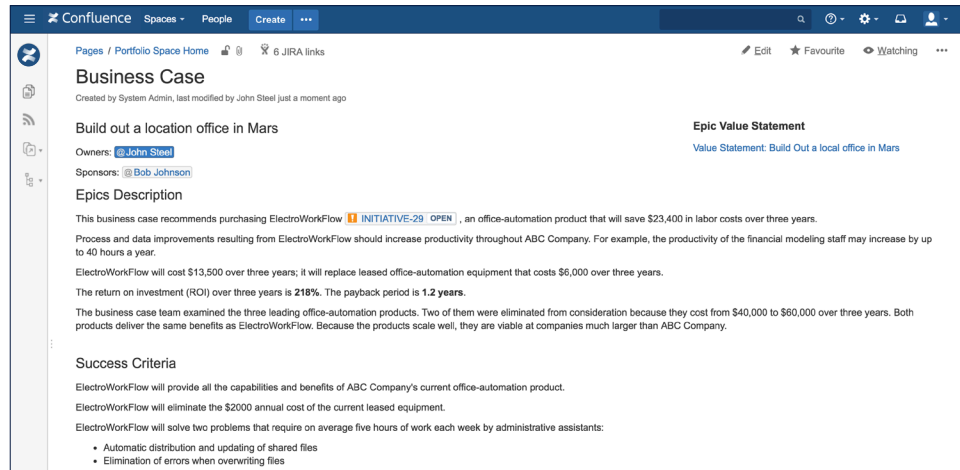 Confluence Spaces People Create •••
Pages / Portfolio Space Home 6 JIRA links Edit Favourite Watching •••
Business Case
Created by System Admin, last modified by John Steel just a moment ago
Build out a location office in Mars
Epic Value Statement
Owners: @John Steel
Value Statement: Build Out a local office in Mars
Sponsors: @Bob Johnson
Epics Description
This business case recommends purchasing ElectroWorkFlow INITIATIVE-29 OPEN , an office-automation product that will save $23,400 in labor costs over three years.
Process and data improvements resulting from ElectroWorkFlow should increase productivity throughout ABC Company. For example, the productivity of the financial modeling staff may increase by up
to 40 hours a year.
ElectroWorkFlow will cost $13,500 over three years; it will replace leased office-automation equipment that costs $6,000 over three years.
The return on investment (ROI) over three years is 218%. The payback period is 1.2 years.
The business case team examined the three leading office-automation products. Two of them were eliminated from consideration because they cost from $40,000 to $60,000 over three years. Both
products deliver the same benefits as ElectroWorkFlow. Because the products scale well, they are viable at companies much larger than ABC Company.
Success Criteria
ElectroWorkFlow will provide all the capabilities and benefits of ABC Company's current office-automation product.
ElectroWorkFlow will eliminate the $2000 annual cost of the current leased equipment.
ElectroWorkFlow will solve two problems that require on average five hours of work each week by administrative assistants:
• Automatic distribution and updating of shared files
• Elimination of errors when overwriting files